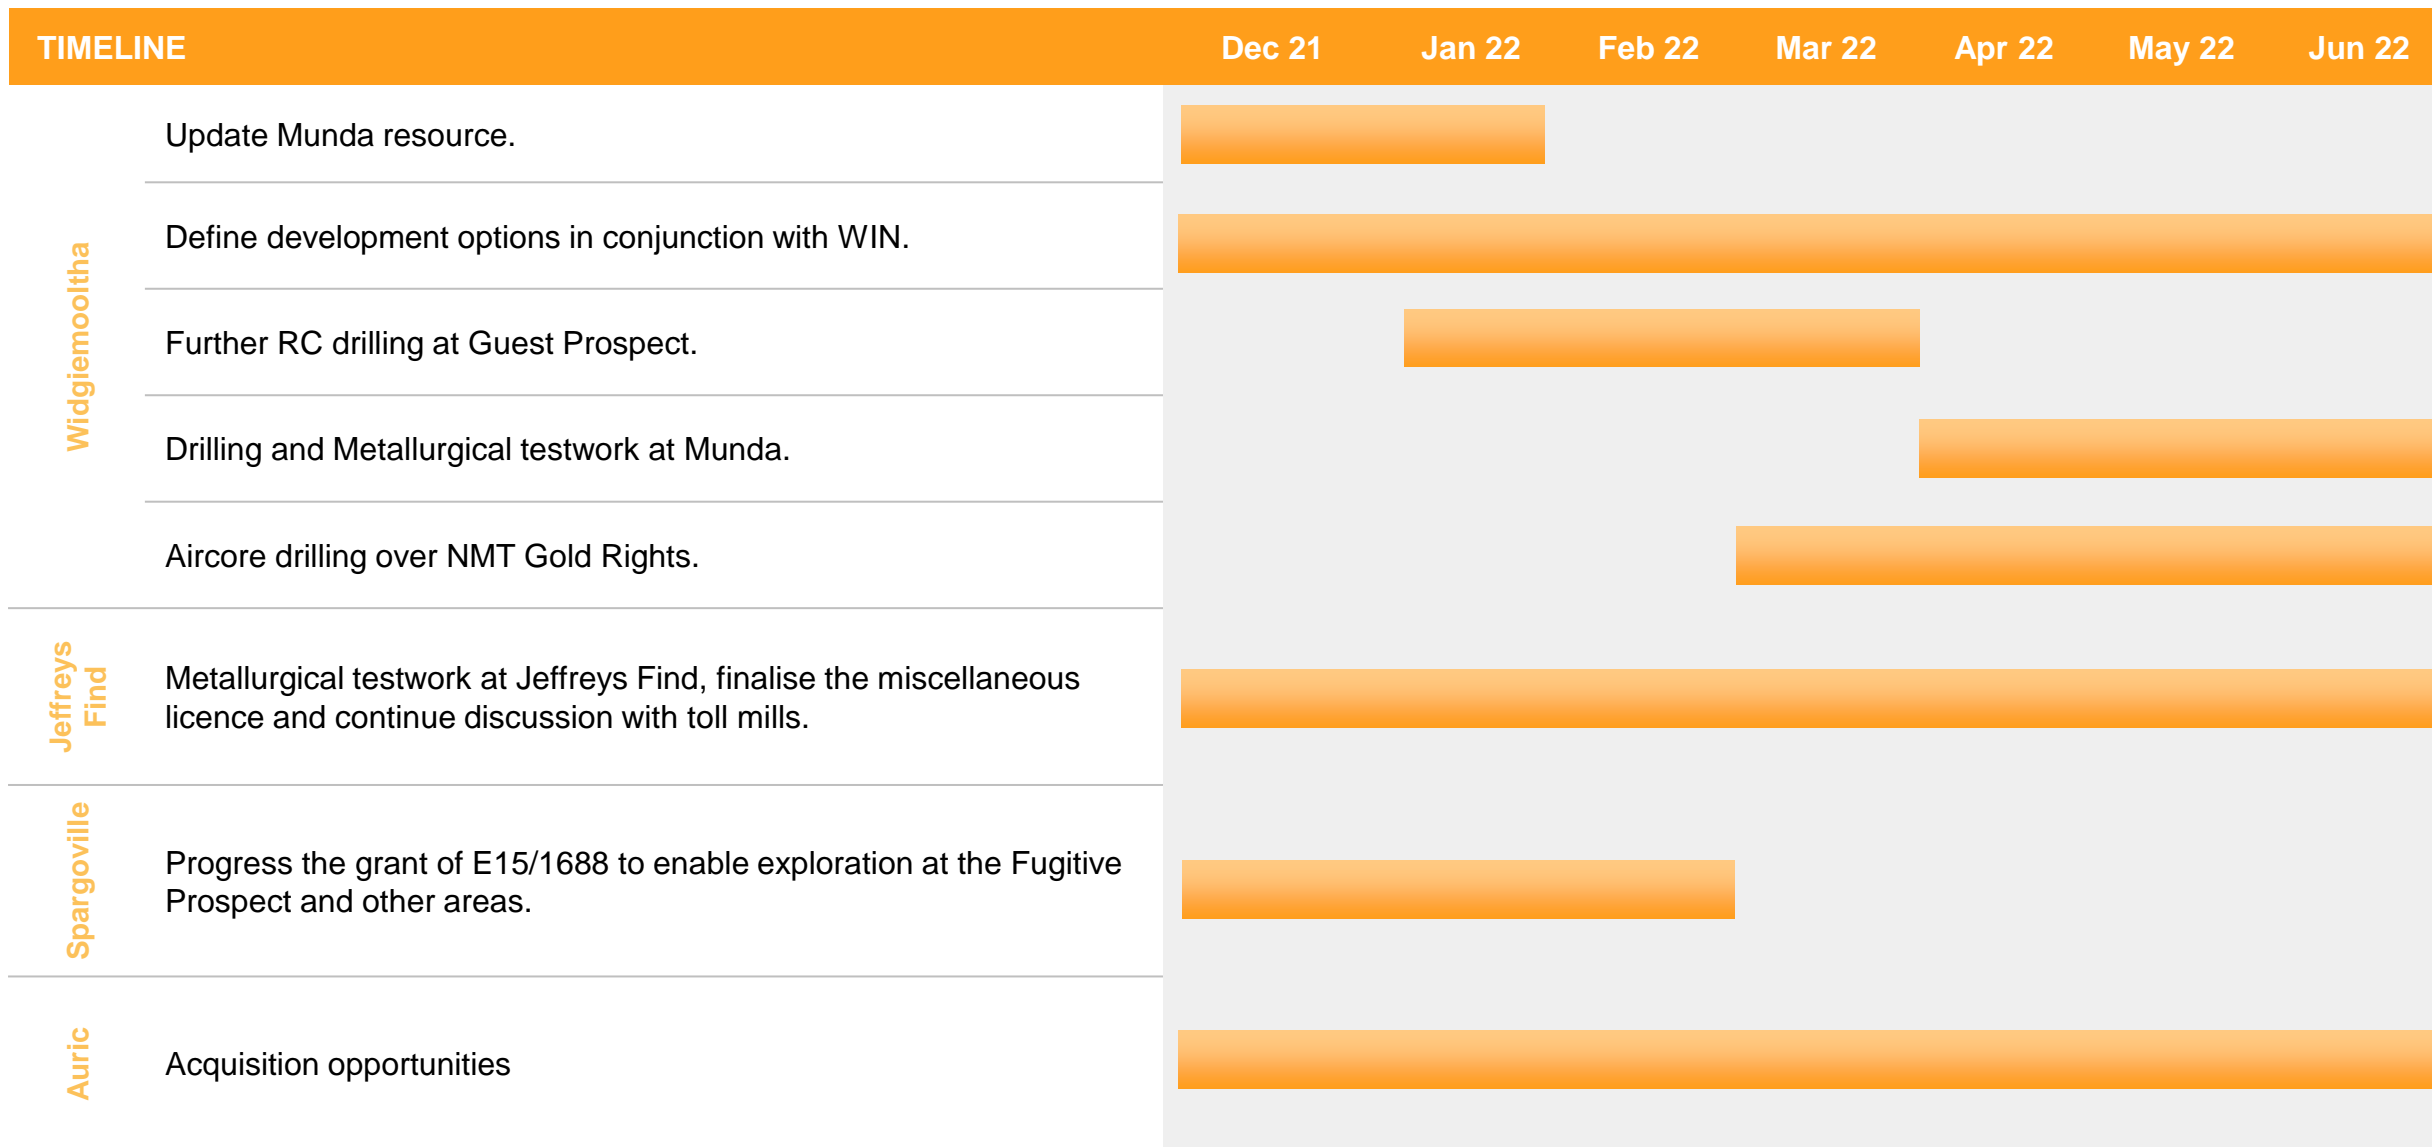 TIMELINE Dec 21 Jan 22 Feb 22 Mar 22 Apr 22 May 22 Jun 22
Widgiemooltha
Update Munda resource.
Define development options in conjunction with WIN.
Further RC drilling at Guest Prospect.
Drilling and Metallurgical testwork at Munda.
Aircore drilling over NMT Gold Rights.
Jeffreys
Find
Metallurgical testwork at Jeffreys Find, finalise the miscellaneous
licence and continue discussion with toll mills.
Spargoville
Progress the grant of E15/1688 to enable exploration at the Fugitive
Prospect and other areas.
Auric
Acquisition opportunities